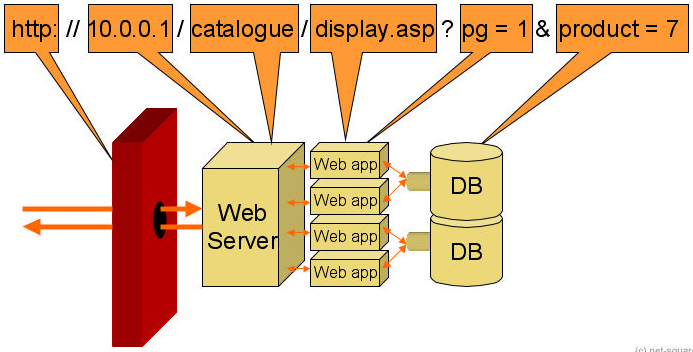 http: // 10.0.0.1 / catalogue / display.asp ? pg = 1 & product = 7
Web
Server
Web app
Web app
Web app
Web app
DB
DB